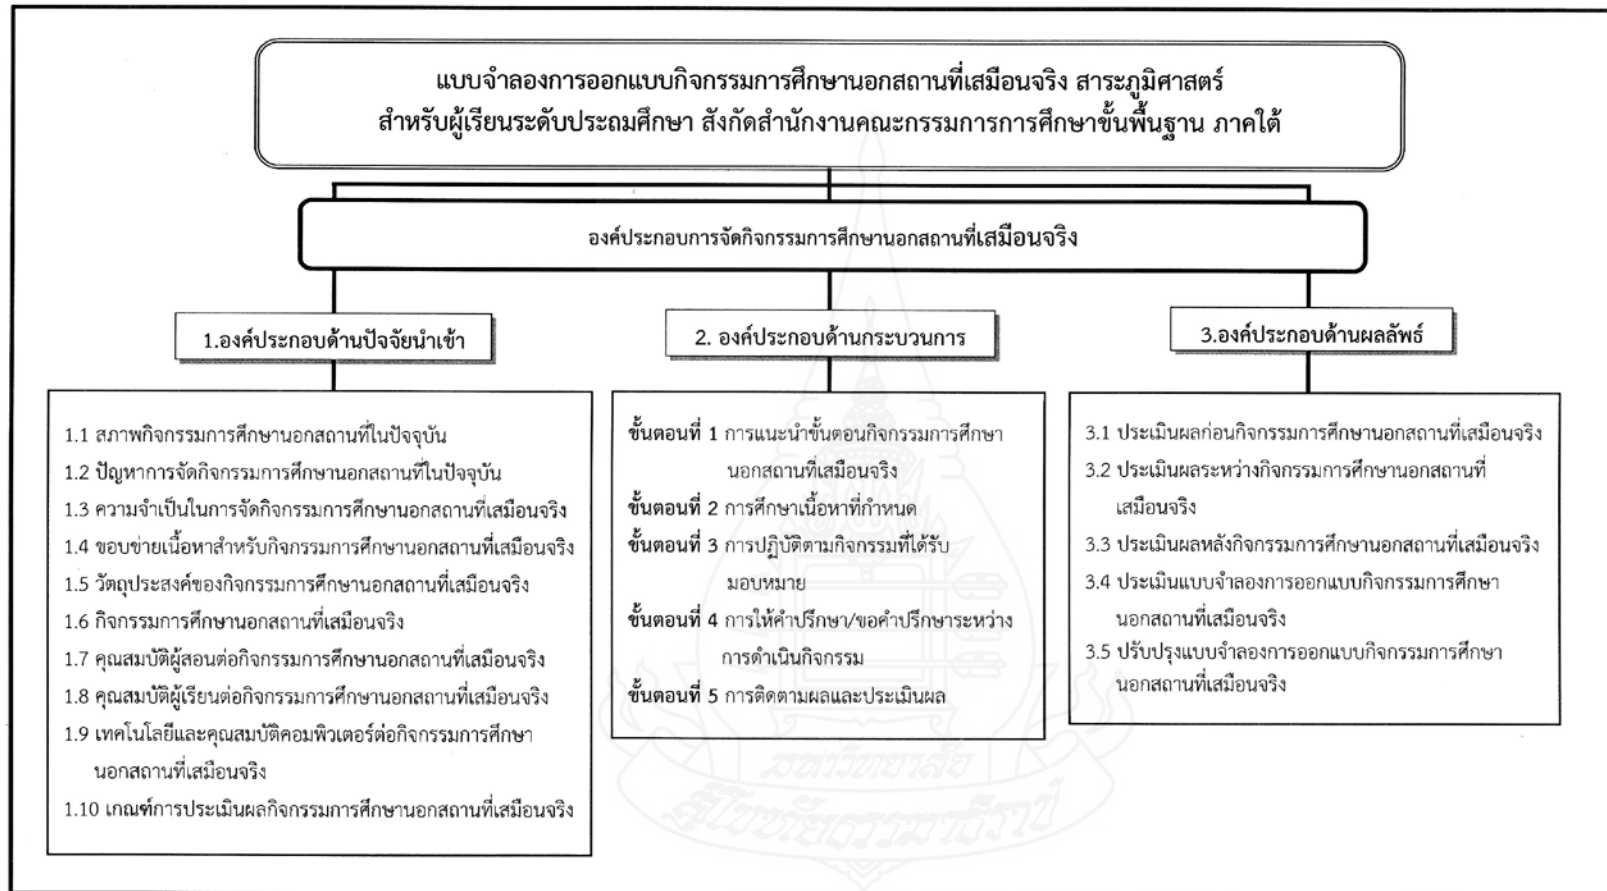 แบบจำลองการออกแบบกิจกรรมการศึกษานอกสถานที่เสมือนจริง สาระภูมิศาสตร์
สำหรับผู้เรียนระดับประถมศึกษา สังกัดสำนักงานคณะกรรมการการศึกษาขั้นพื้นฐาน ภาคใต้
องค์ประกอบการจัดกิจกรรมการศึกษานอกสถานที่เสมือนจริง
1.องค์ประกอบด้านปัจจัยนำเข้า
1.1 สภาพกิจกรรมการศึกษานอกสถานที่ในปัจจุบัน
1.2 ปัญหาการจัดกิจกรรมการศึกษานอกสถานที่ในปัจจุบัน
1.3 ความจำเป็นในการจัดกิจกรรมการศึกษานอกสถานที่เสมือนจริง
1.4 ขอบข่ายเนื้อหาสำหรับกิจกรรมการศึกษานอกสถานที่เสมือนจริง
1.5 วัตถุประสงค์ของกิจกรรมการศึกษานอกสถานที่เสมือนจริง
1.6 กิจกรรมการศึกษานอกสถานที่เสมือนจริง
1.7 คุณสมบัติผู้สอนต่อกิจกรรมการศึกษานอกสถานที่เสมือนจริง
1.8 คุณสมบัติผู้เรียนต่อกิจกรรมการศึกษานอกสถานที่เสมือนจริง
1.9 เทคโนโลยีและคุณสมบัติคอมพิวเตอร์ต่อกิจกรรมการศึกษา
นอกสถานที่เสมือนจริง
1.10 เกณฑ์การประเมินผลกิจกรรมการศึกษานอกสถานที่เสมือนจริง
2. องค์ประกอบด้านกระบวนการ
ขั้นตอนที่ 1 การแนะนำขั้นตอนกิจกรรมการศึกษา
นอกสถานที่เสมือนจริง
ขั้นตอนที่ 2 การศึกษาเนื้อหาที่กำหนด
ขั้นตอนที่ 3 การปฏิบัติตามกิจกรรมที่ได้รับ
มอบหมาย
ขั้นตอนที่ 4 การให้คำปรึกษา/ขอคำปรึกษาระหว่าง
การดำเนินกิจกรรม
ขั้นตอนที่ 5 การติดตามผลและประเมินผล
3.องค์ประกอบด้านผลลัพธ์
3.1 ประเมินผลก่อนกิจกรรมการศึกษานอกสถานที่เสมือนจริง
3.2 ประเมินผลระหว่างกิจกรรมการศึกษานอกสถานที่
เสมือนจริง
3.3 ประเมินผลหลังกิจกรรมการศึกษานอกสถานที่เสมือนจริง
3.4 ประเมินแบบจำลองการออกแบบกิจกรรมการศึกษา
นอกสถานที่เสมือนจริง
3.5 ปรับปรุงแบบจำลองการออกแบบกิจกรรมการศึกษา
นอกสถานที่เสมือนจริง
มหาวิทยาลัย
สุโขทัยธรรมาธิราช